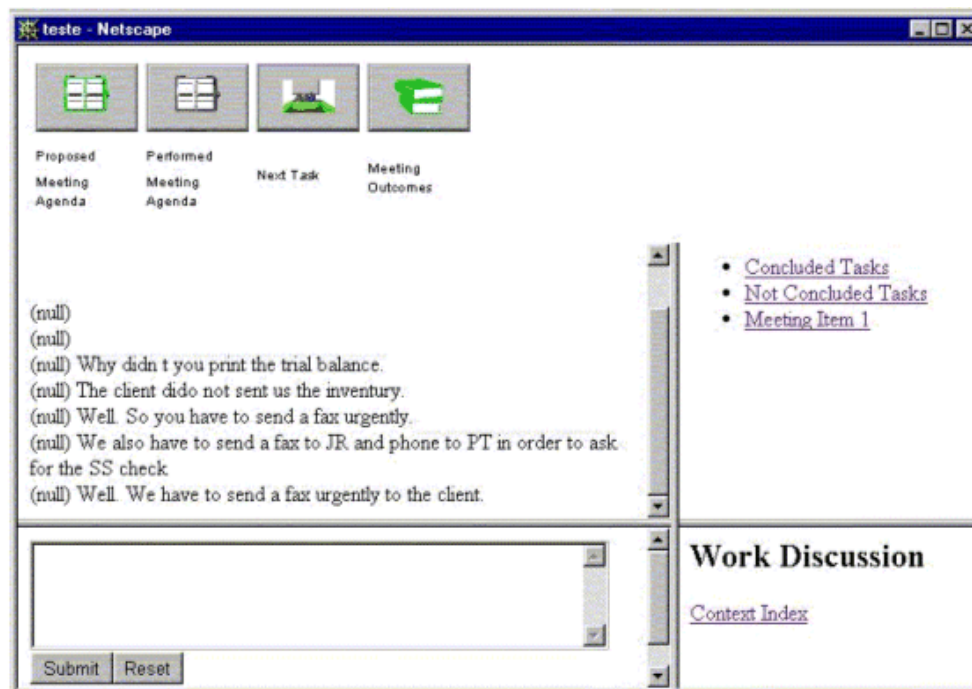 teste - Netscape
Proposed
Meeting
Agenda
Performed
Meeting
Agenda
Next Task
Meeting
Outcomes
(null)
(null)
(null) Why didn t you print the trial balance.
(null) The client dido not sent us the inventury.
(null) Well. So you have to send a fax urgently.
(null) We also have to send a fax to JR and phone to PT in order to ask
for the SS check
(null) Well. We have to send a fax urgently to the client.
Concluded Tasks
Not Concluded Tasks
Meeting Item 1
Submit Reset
Work Discussion
Context Index